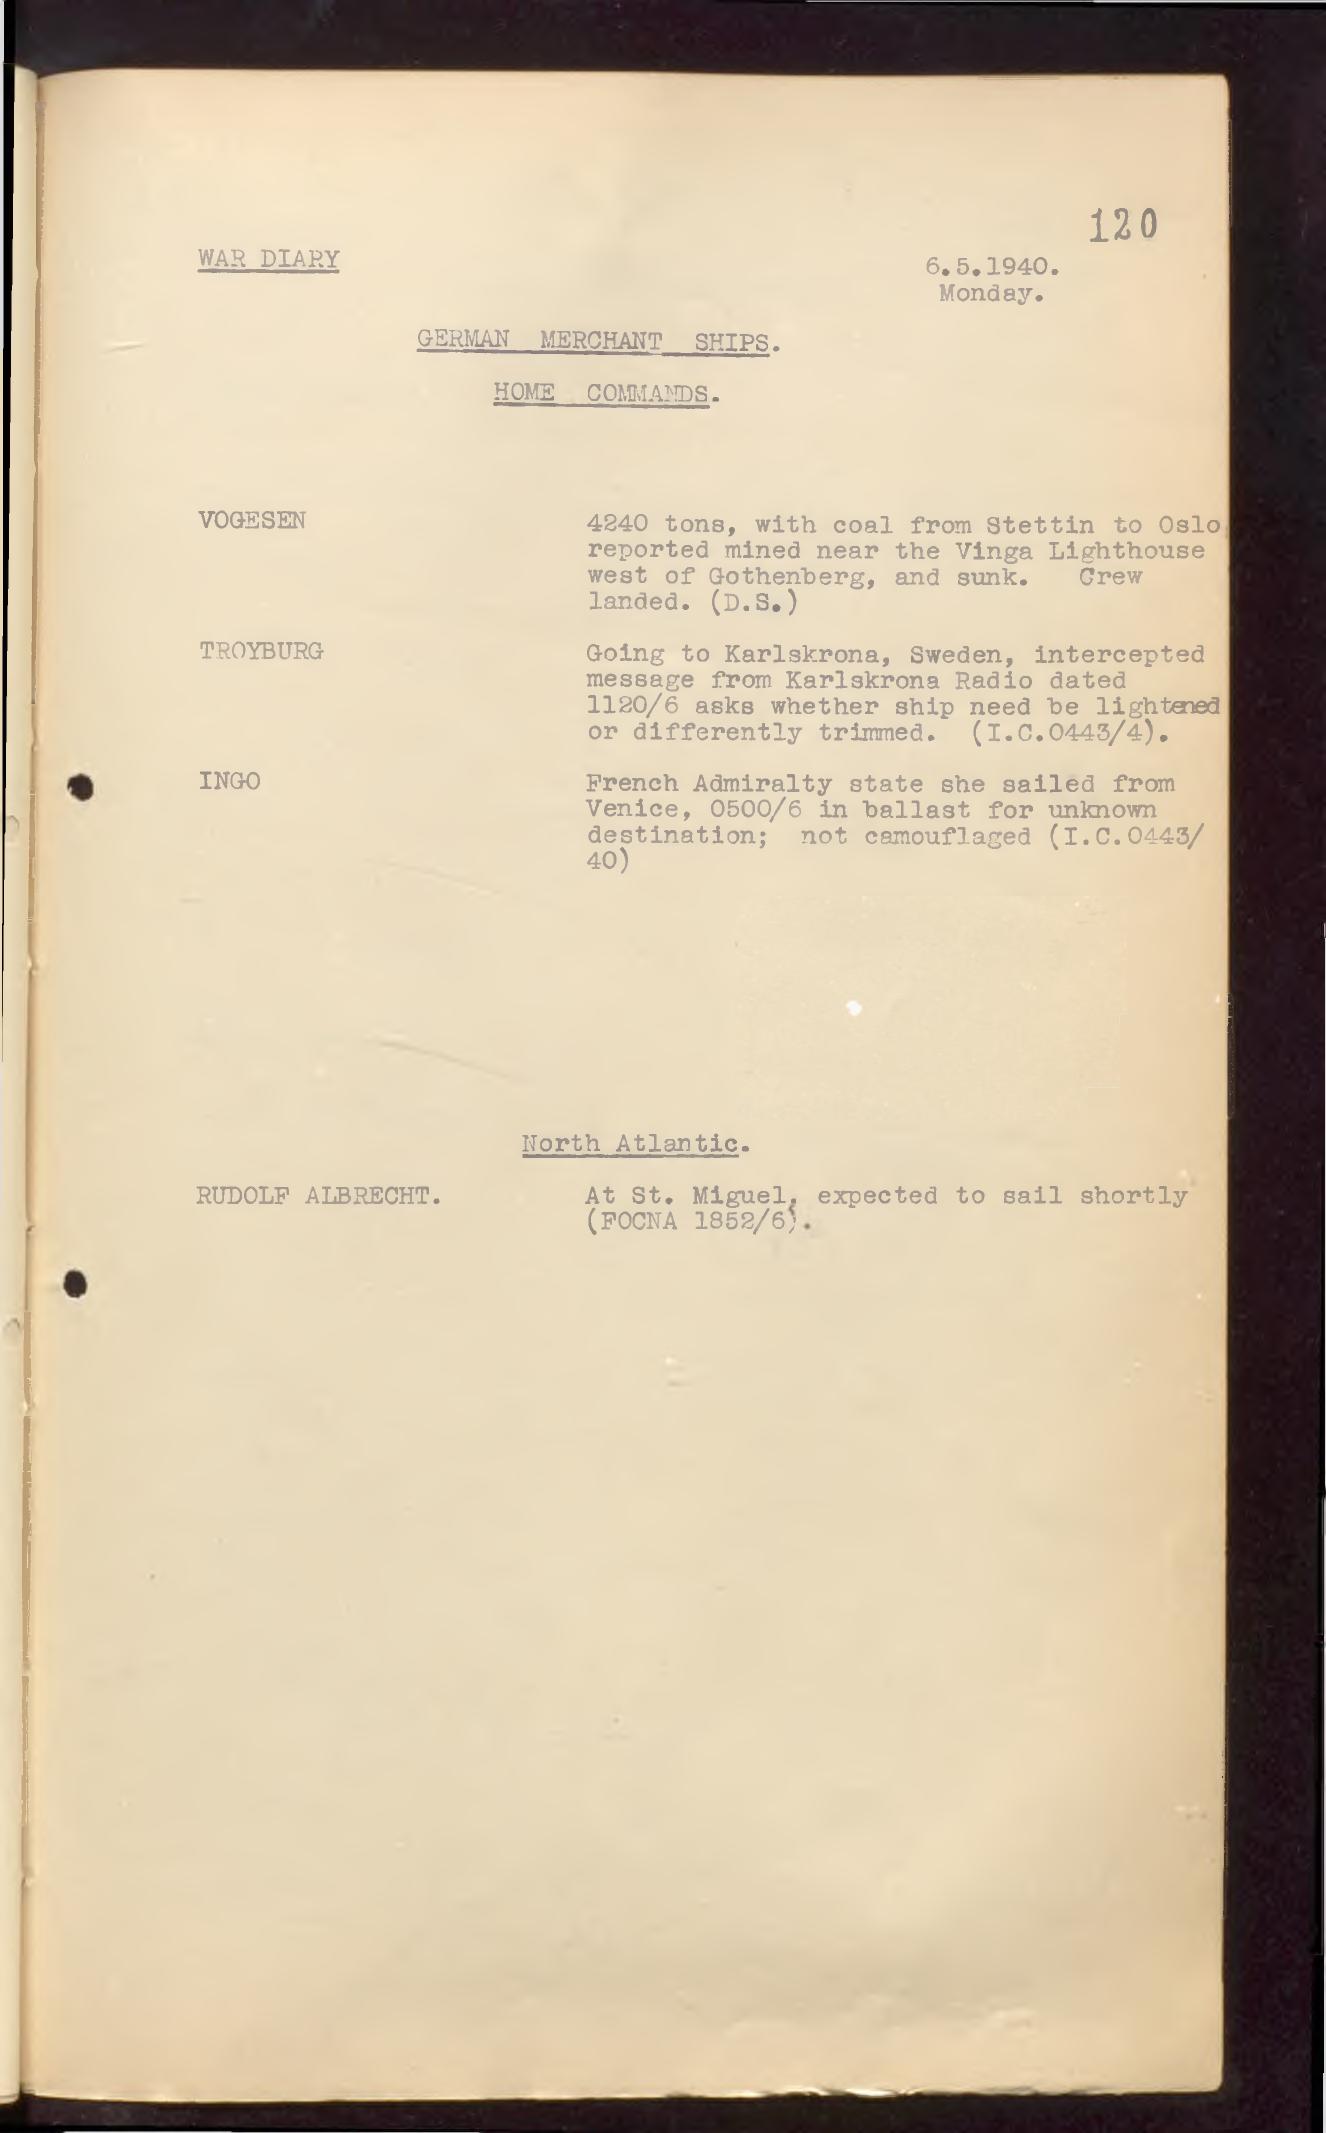 120
WAR DIARY
6.5.1940.
Monday.
GERMAN MERCHANT SHIPS.
HOME COMMANDS.
VOGESEN 4240 tons, with coal from Stettin to Oslo
reported mined near the Vinga Lighthouse
west of Gothenberg, and sunk. Crew
landed. (D.S.)
TROYBURG Going to Karlskrona, Sweden, intercepted
message from Karlskrona Radio dated
1120/6 asks whether ship need be lightened
or differently trimmed. (I.C.0443/4).
INGO French Admiralty state she sailed from
Venice, 0500/6 in ballast for unknown
destination; not camouflaged (I.C.0443/
40)
North Atlantic.
RUDOLF ALBRECHT. At St. Miguel, expected to sail shortly
(FOCNA 1852/6).